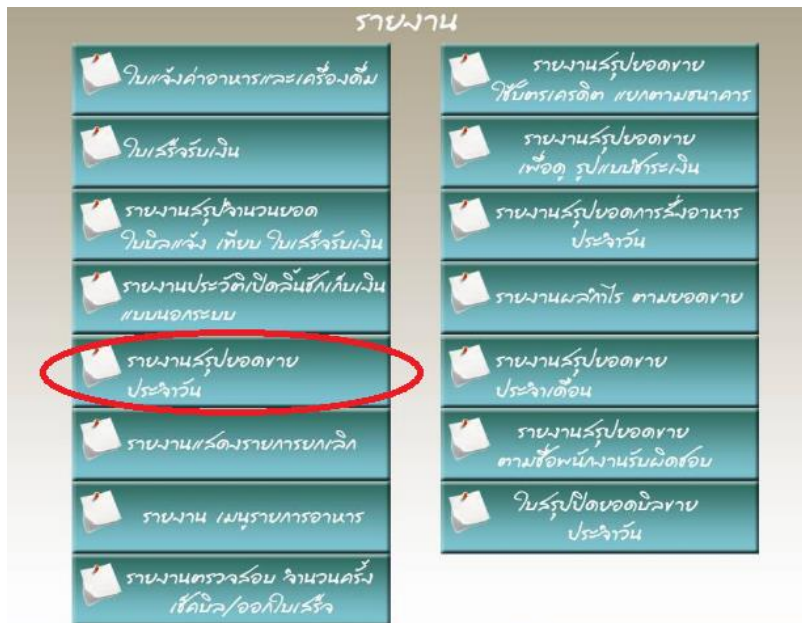 รายงาน
ใบแจ้งค่าอาหารและเครื่องดื่ม
ใบเสร็จรับเงิน
รายงานสรุปจำนวนยอด
ใบบิลแจ้ง เทียบ ใบเสร็จรับเงิน
รายงานประวัติเปิดลิ้นชักเก็บเงิน
แบบนอกระบบ
รายงานสรุปยอดขาย
ประจำวัน
รายงานแสดงรายการยกเลิก
รายงาน เมนูรายการอาหาร
รายงานตรวจสอบ จำนวนครั้ง
เช็คบิล/ออกใบเสร็จ
รายงานสรุปยอดขาย
ใช้บัตรเครดิต แยกตามธนาคาร
รายงานสรุปยอดขาย
เพื่อดู รูปแบบชำระเงิน
รายงานสรุปยอดการสั่งอาหาร
ประจำวัน
รายงานผลกำไร ตามยอดขาย
รายงานสรุปยอดขาย
ประจำเดือน
รายงานสรุปยอดขาย
ตามชื่อพนักงานรับผิดชอบ
ใบสรุปปิดยอดบิลขาย
ประจำวัน